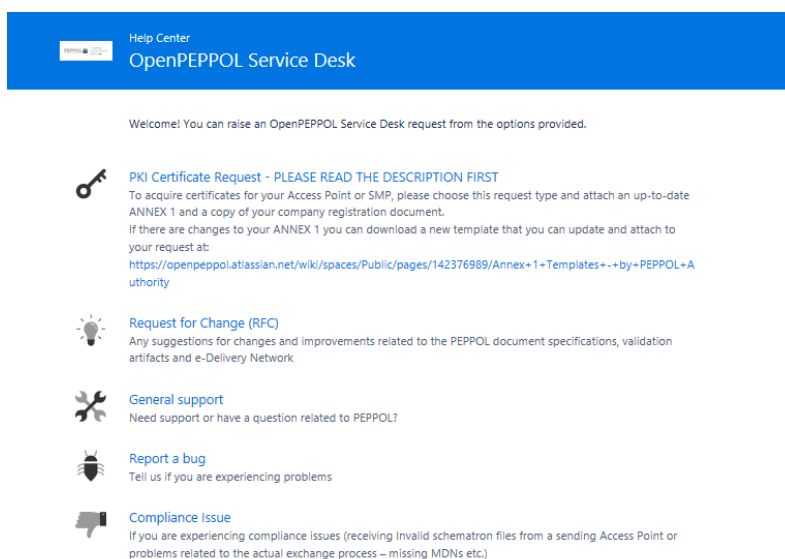 Help Center
PEPPOL
OpenPEPPOL Service Desk
Welcome! You can raise an OpenPEPPOL Service Desk request from the options provided.
PKI Certificate Request - PLEASE READ THE DESCRIPTION FIRST
To acquire certificates for your Access Point or SMP, please choose this request type and attach an up-to-date
ANNEX 1 and a copy of your company registration document.
If there are changes to your ANNEX 1 you can download a new template that you can update and attach to
your request at:
https://openpeppol.atlassian.net/wiki/spaces/Public/pages/142376989/Annex+1+Templates+-+by+PEPPOL+A
uthority
Request for Change (RFC)
Any suggestions for changes and improvements related to the PEPPOL document specifications, validation
artifacts and e-Delivery Network
General support
Need support or have a question related to PEPPOL?
Report a bug
Tell us if you are experiencing problems
Compliance Issue
If you are experiencing compliance issues (receiving Invalid schematron files from a sending Access Point or
problems related to the actual exchange process – missing MDNs etc.)